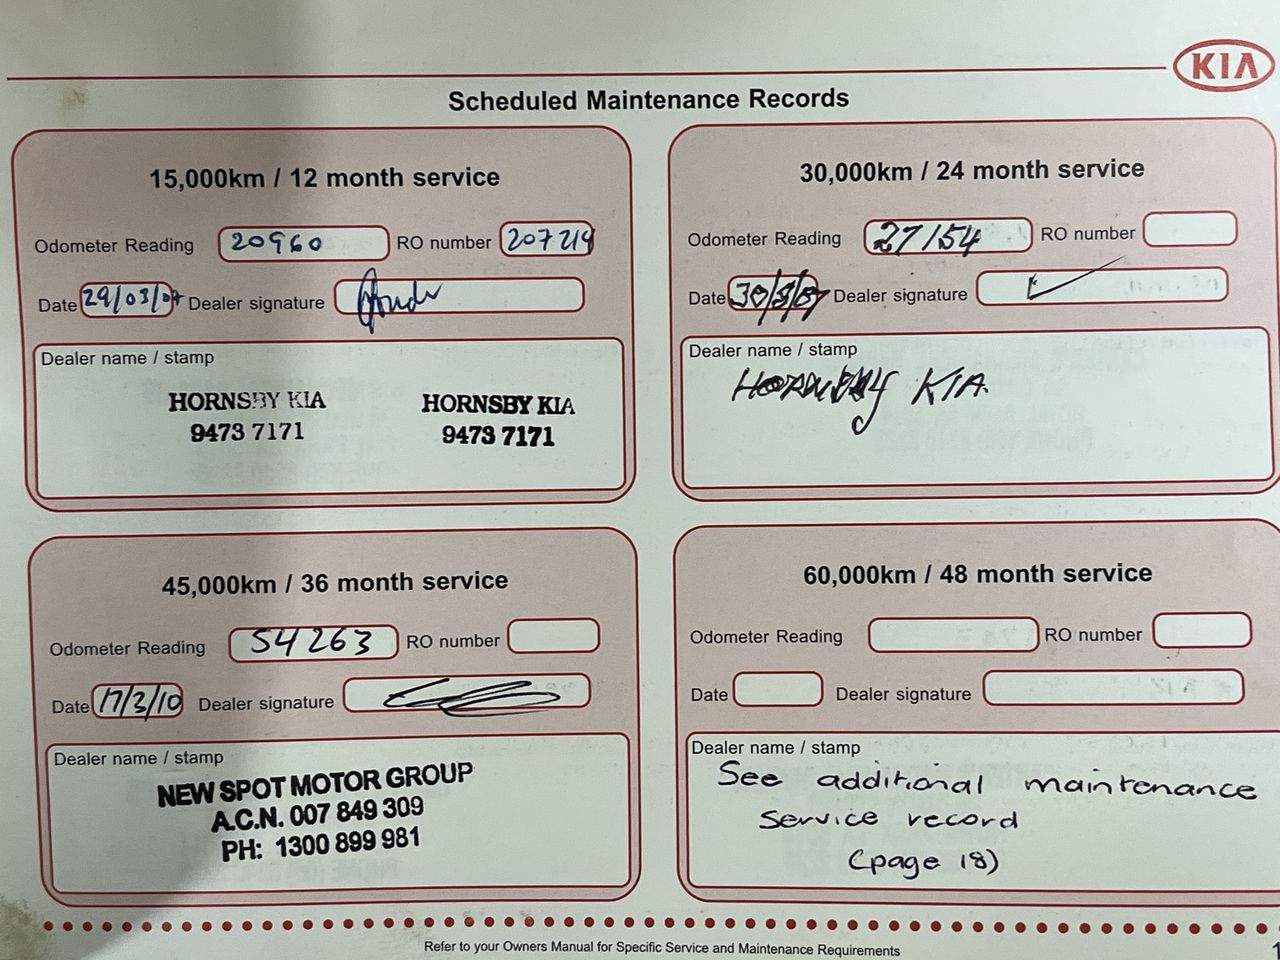 KIA
Scheduled Maintenance Records
15,000km / 12 month service
Odometer Reading 20960 RO number 207214
Date 29/03/07 Dealer signature
Dealer name / stamp
HORNSBY KIA HORNSBY KIA
9473 7171 9473 7171
30,000km / 24 month service
Odometer Reading 27154 RO number
Date Dealer signature
Dealer name / stamp
HORNSBY KIA
45,000km / 36 month service
Odometer Reading 54263 RO number
Date 17/3/10 Dealer signature
Dealer name / stamp
NEW SPOT MOTOR GROUP
A.C.N. 007 849 309
PH: 1300 899 981
60,000km / 48 month service
Odometer Reading RO number
Date Dealer signature
Dealer name / stamp
See additional maintenance
service record
(page 18)
Refer to your Owners Manual for Specific Service and Maintenance Requirements